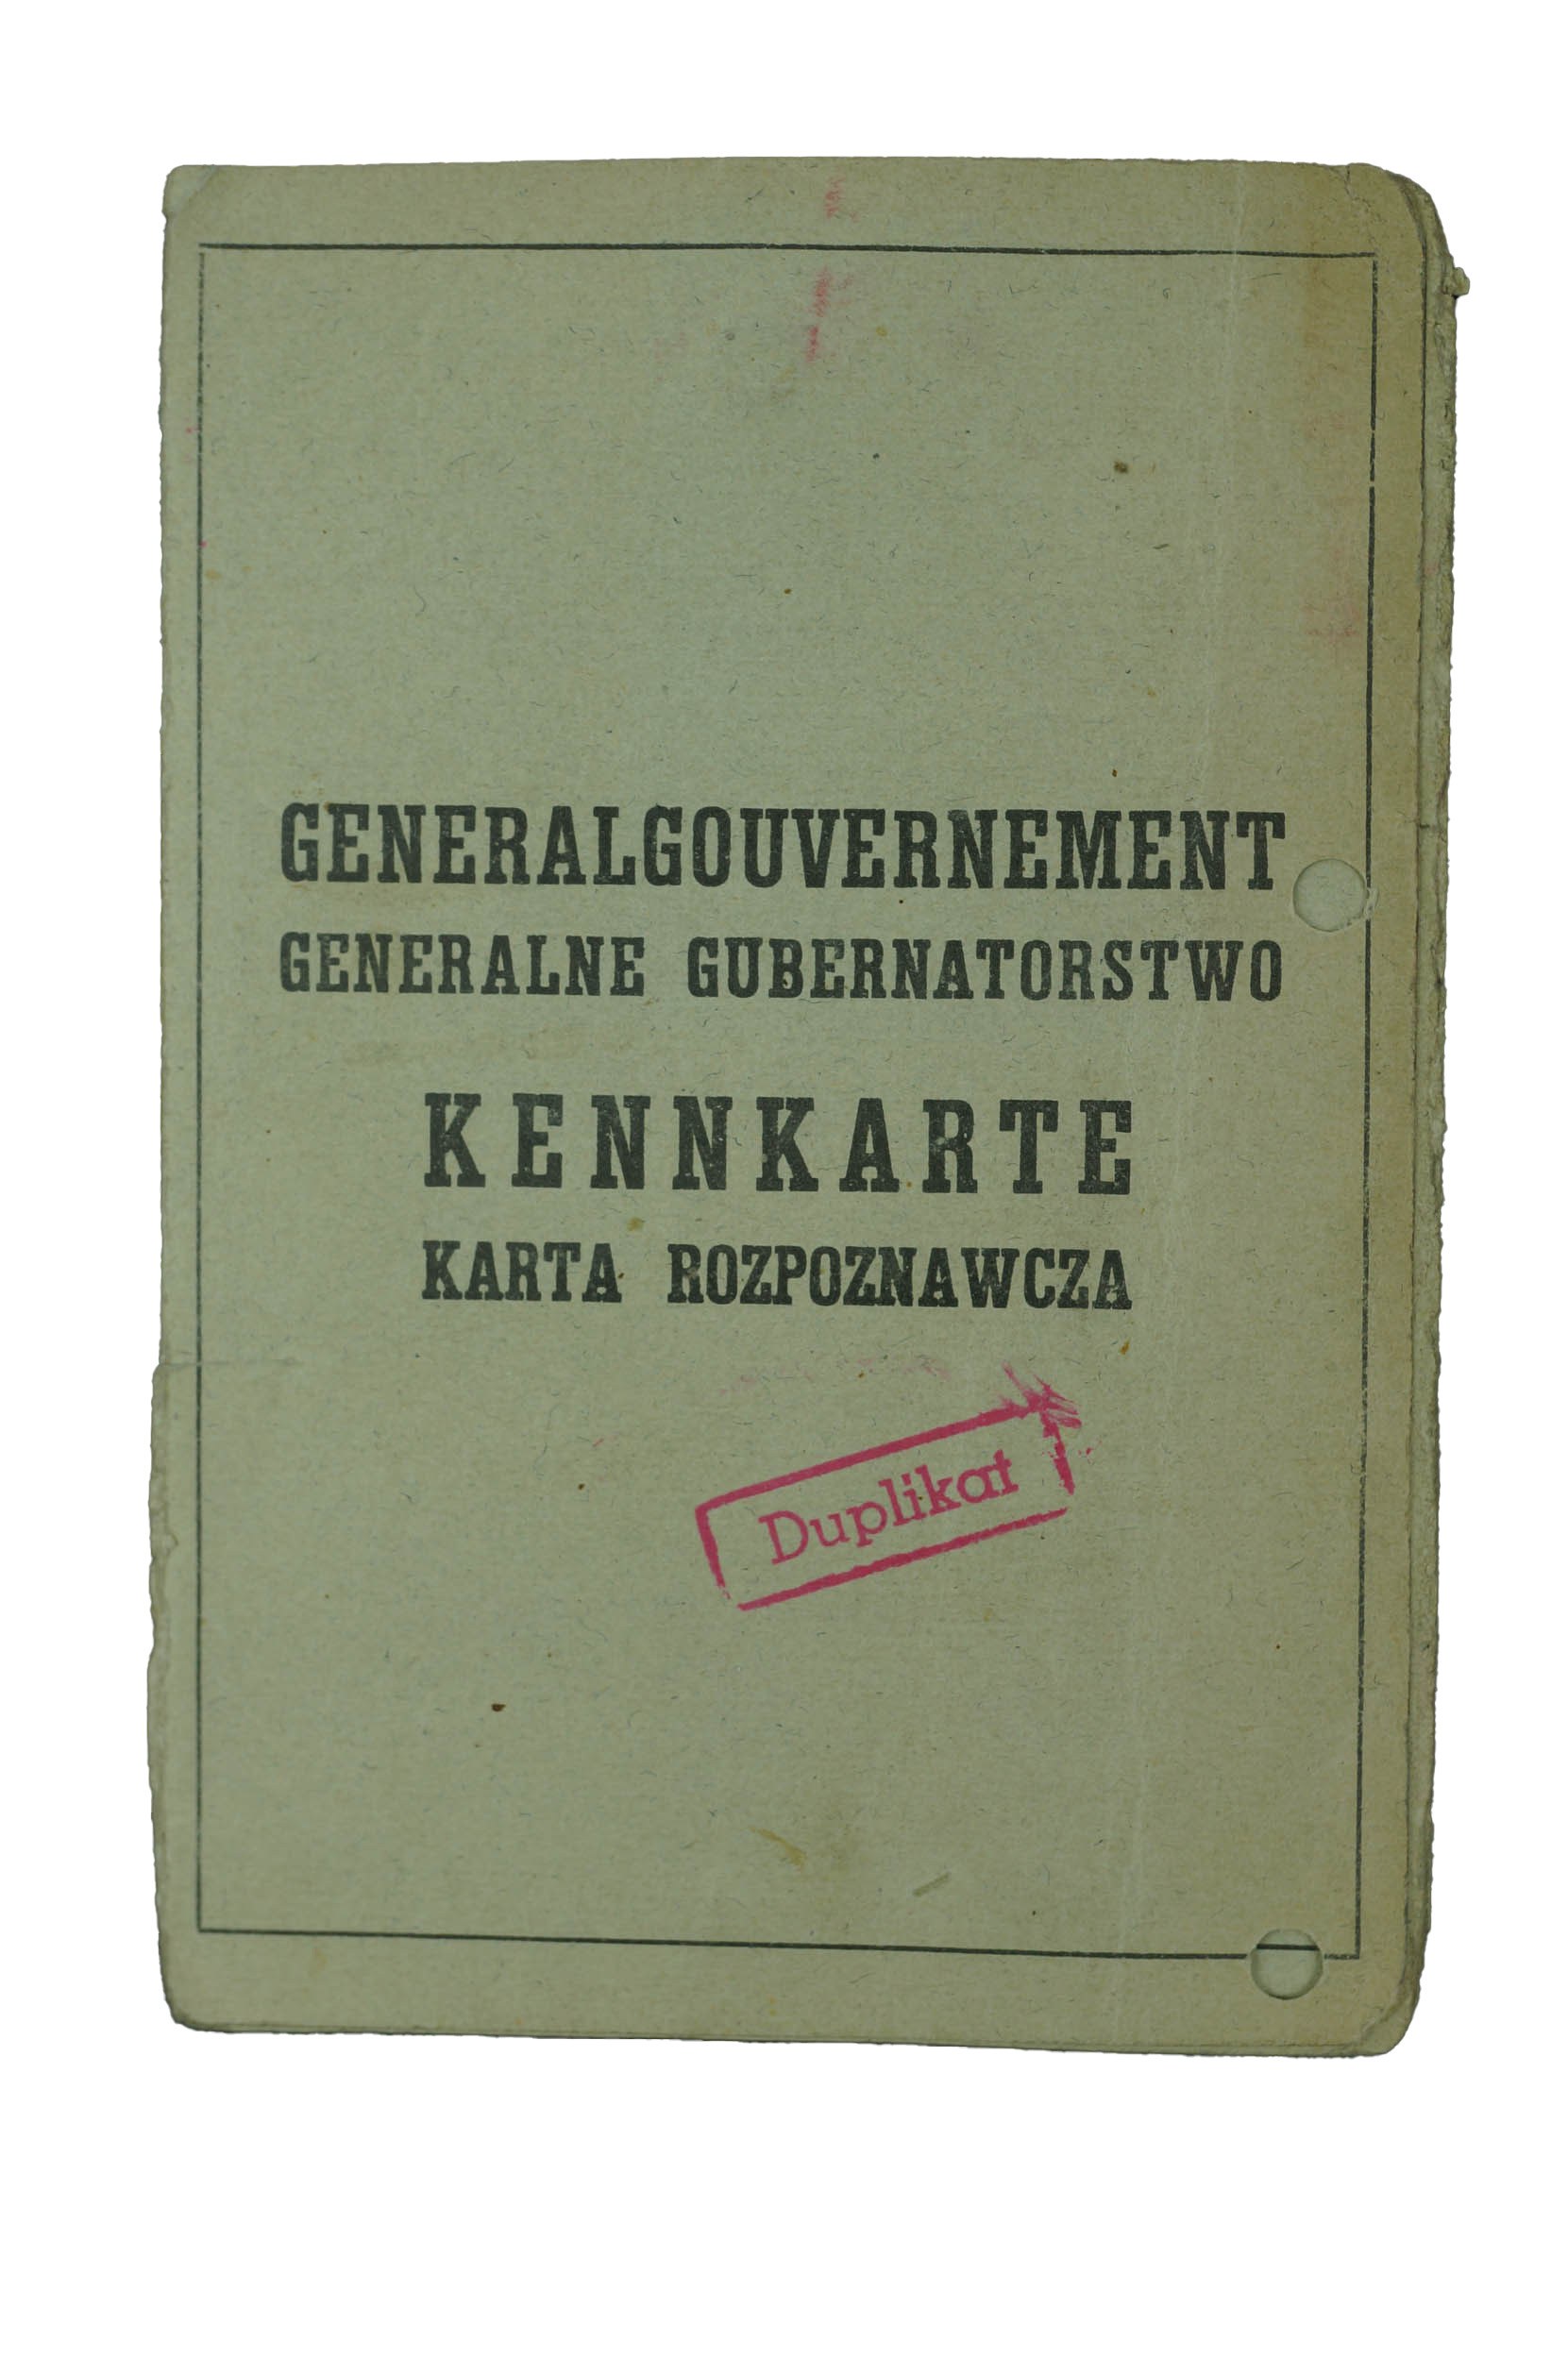 GENERALGOUVERNEMENT
GENERALNE GUBERNATORSTWO
KENNKARTE
KARTA ROZPOZNAWCZA
Duplikat